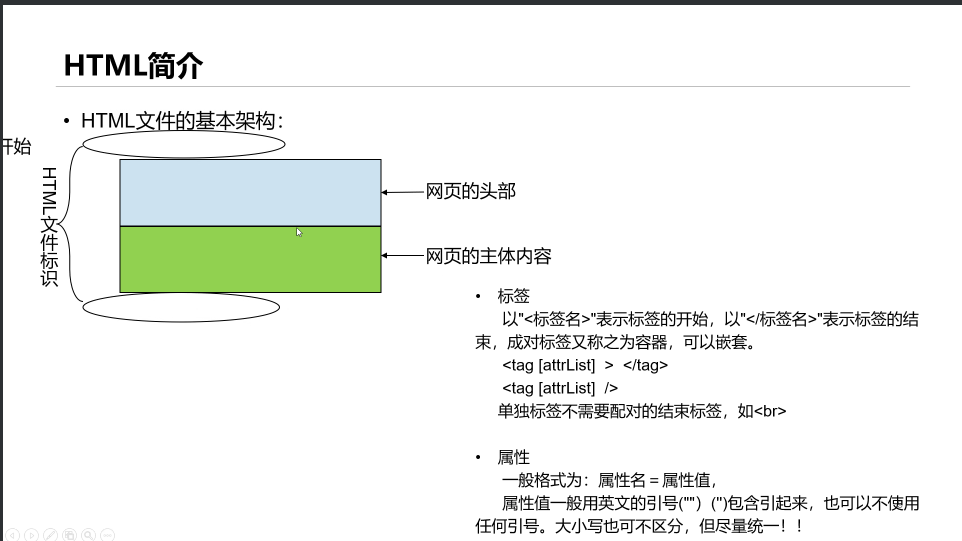 HTML简介
• HTML文件的基本架构：
开始
HTML文件标识
网页的头部
网页的主体内容
• 标签
以"<标签名>"表示标签的开始，以"</标签名>"表示标签的结
束，成对标签又称之为容器，可以嵌套。
<tag [attrList] > </tag>
<tag [attrList] />
单独标签不需要配对的结束标签，如<br>
• 属性
一般格式为：属性名＝属性值，
属性值一般用英文的引号("") ('')包含引起来，也可以不使用
任何引号。大小写也可不区分，但尽量统一！！